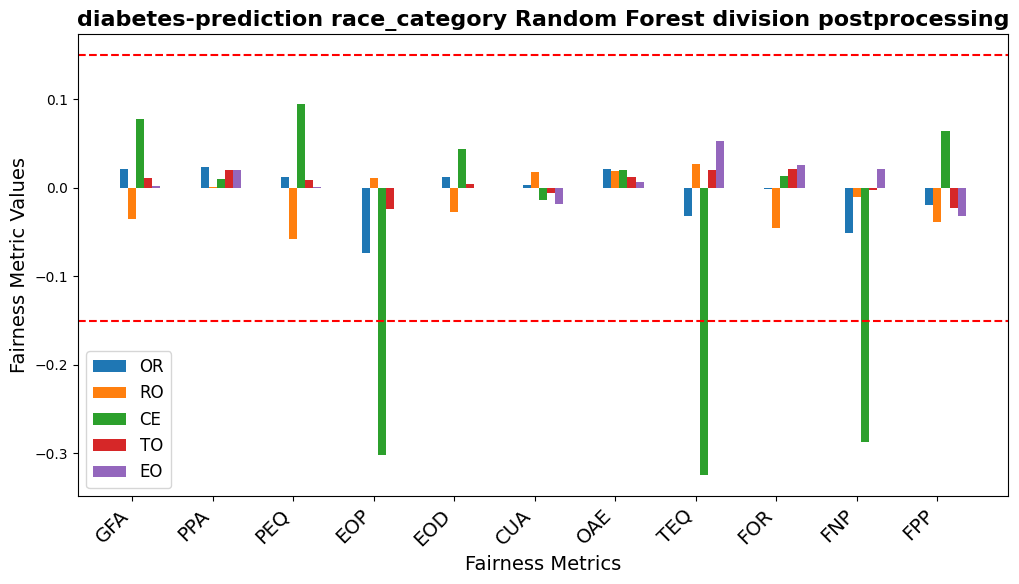 diabetes-prediction race_category Random Forest division postprocessing
Fairness Metric Values
0.1
0.0
−0.1
−0.2
−0.3
OR
RO
CE
TO
EO
GFA
PPA
PEQ
EOP
EOD
CUA
OAE
TEQ
FOR
FNP
FPP
Fairness Metrics